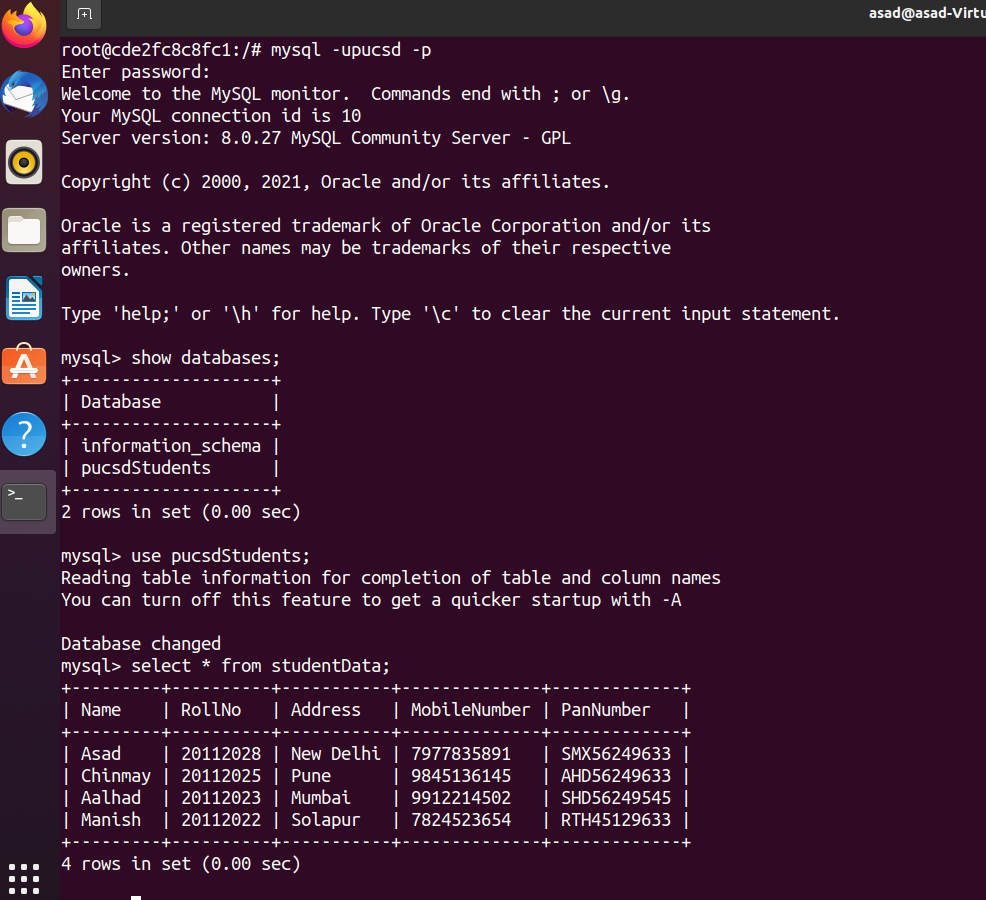 asad@asad-Virtu
root@cde2fc8c8fc1:/# mysql -upucsd -p
Enter password:
Welcome to the MySQL monitor.  Commands end with ; or \g.
Your MySQL connection id is 10
Server version: 8.0.27 MySQL Community Server - GPL

Copyright (c) 2000, 2021, Oracle and/or its affiliates.

Oracle is a registered trademark of Oracle Corporation and/or its
affiliates. Other names may be trademarks of their respective
owners.

Type 'help;' or '\h' for help. Type '\c' to clear the current input statement.

mysql> show databases;
+--------------------+
| Database           |
+--------------------+
| information_schema |
| pucsdStudents      |
+--------------------+
2 rows in set (0.00 sec)

mysql> use pucsdStudents;
Reading table information for completion of table and column names
You can turn off this feature to get a quicker startup with -A

Database changed
mysql> select * from studentData;
+---------+----------+-----------+--------------+-------------+
| Name    | RollNo   | Address   | MobileNumber | PanNumber   |
+---------+----------+-----------+--------------+-------------+
| Asad    | 20112028 | New Delhi | 7977835891   | SMX56249633 |
| Chinmay | 20112025 | Pune      | 9845136145   | AHD56249633 |
| Aalhad  | 20112023 | Mumbai    | 9912214502   | SHD56249545 |
| Manish  | 20112022 | Solapur   | 7824523654   | RTH45129633 |
+---------+----------+-----------+--------------+-------------+
4 rows in set (0.00 sec)